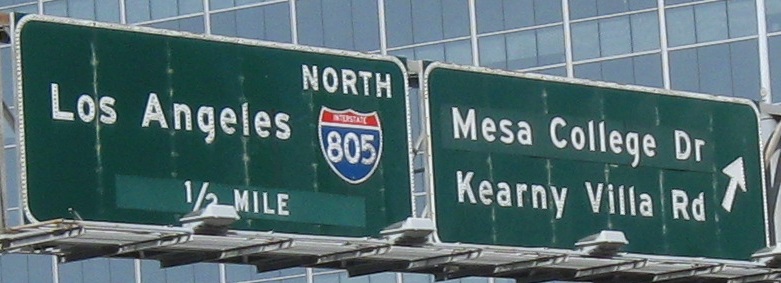 NORTH
Los Angeles
INTERSTATE
805
1/2 MILE
Mesa College Dr
Kearny Villa Rd